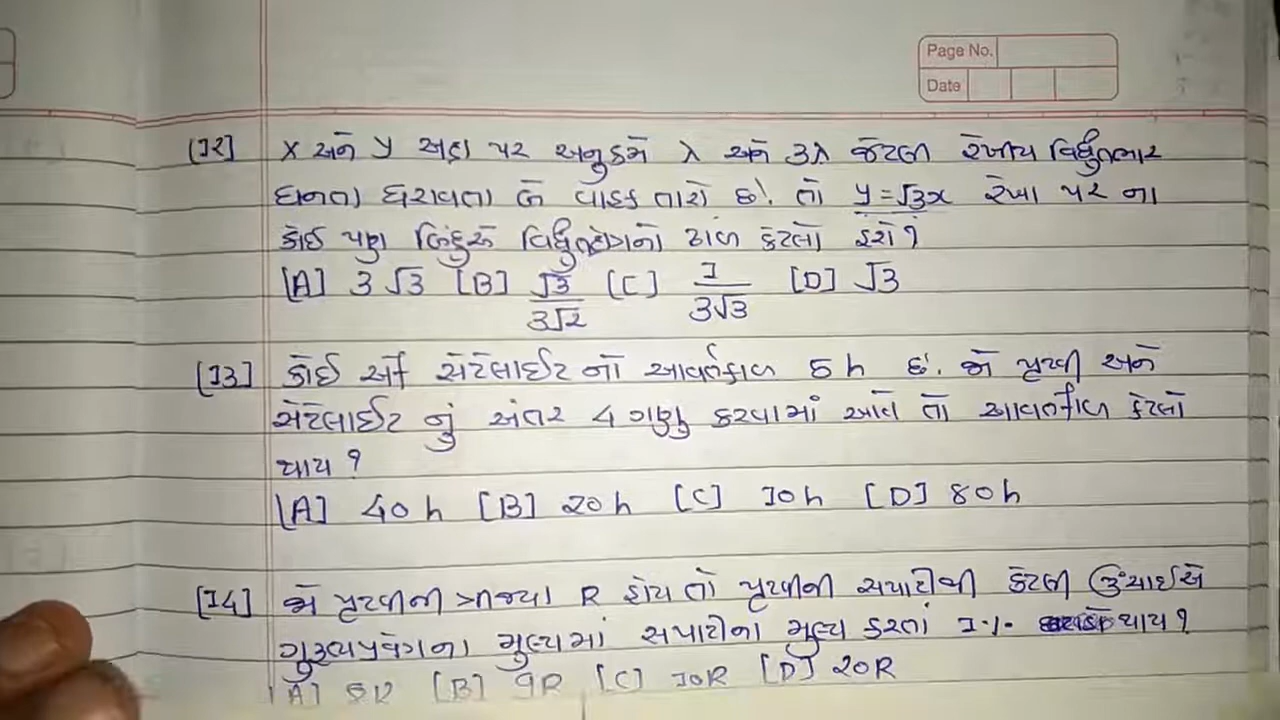 Page No.
Date
[12] X અને Y અક્ષ પર અનુક્રમે λ અને 3λ જેટલી રેખીય વિદ્યુતભાર
ઘનતા ધરાવતા બે વાહક તારો છે. તો y = √3x રેખા પર ના
કોઈ પણ બિંદુએ વિદ્યુતક્ષેત્રનો ઢાળ કેટલો હશે ?
[A] 3√3 [B] √3/3√2 [C] 1/3√3 [D] √3
[13] કોઈ એક સેટેલાઈટ નો આવર્તકાળ 5 h છે. જો પૃથ્વી અને
સેટેલાઈટ નું અંતર 4 ગણુ કરવામાં આવે તો આવર્તકાળ કેટલો
થાય ?
[A] 40 h [B] 20 h [C] 10 h [D] 80 h
[14] જો પૃથ્વીની ત્રિજ્યા R હોય તો પૃથ્વીની સપાટીથી કેટલી ઉંચાઈએ
ગુરુત્વપ્રવેગના મુલ્યમાં સપાટીના મુલ્ય કરતાં 1% થાય ?
[A] 5R [B] 9R [C] 10R [D] 20R